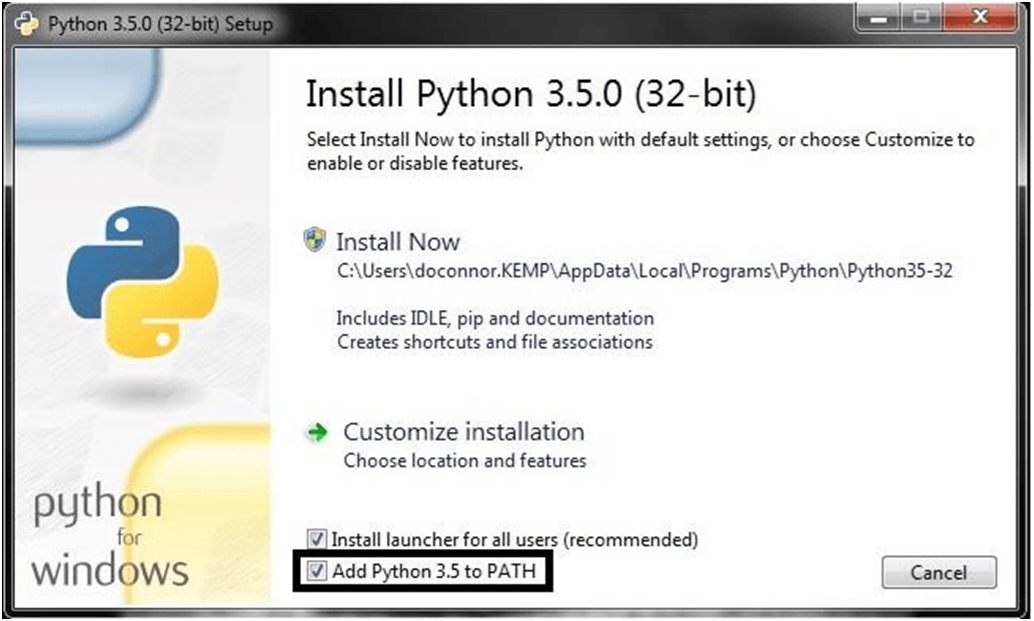 Python 3.5.0 (32-bit) Setup
Install Python 3.5.0 (32-bit)
Select Install Now to install Python with default settings, or choose Customize to
enable or disable features.
Install Now
C:\Users\doconnor.KEMP\AppData\Local\Programs\Python\Python35-32
Includes IDLE, pip and documentation
Creates shortcuts and file associations
Customize installation
Choose location and features
python
for
windows
Install launcher for all users (recommended)
Add Python 3.5 to PATH
Cancel